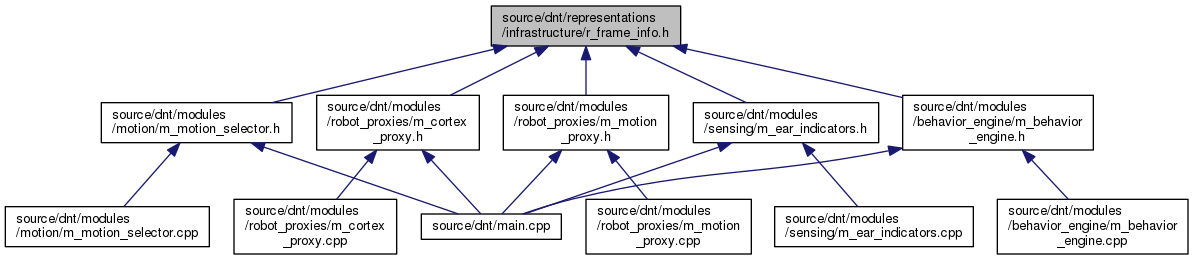 source/dnt/representations
/infrastructure/r_frame_info.h
source/dnt/modules
/motion/m_motion_selector.h
source/dnt/modules
/robot_proxies/m_cortex
_proxy.h
source/dnt/modules
/robot_proxies/m_motion
_proxy.h
source/dnt/modules
/sensing/m_ear_indicators.h
source/dnt/modules
/behavior_engine/m_behavior
_engine.h
source/dnt/modules
/motion/m_motion_selector.cpp
source/dnt/modules
/robot_proxies/m_cortex
_proxy.cpp
source/dnt/main.cpp
source/dnt/modules
/robot_proxies/m_motion
_proxy.cpp
source/dnt/modules
/sensing/m_ear_indicators.cpp
source/dnt/modules
/behavior_engine/m_behavior
_engine.cpp